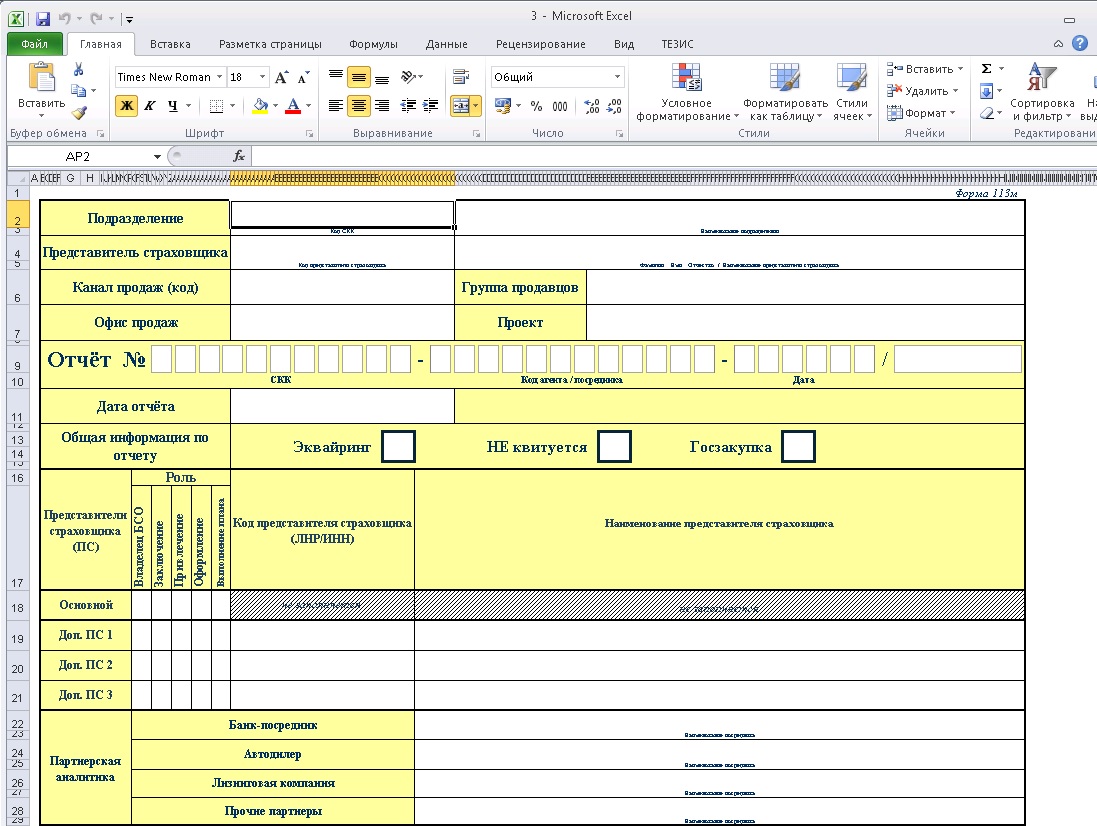 3 - Microsoft Excel
Файл Главная Вставка Разметка страницы Формулы Данные Рецензирование Вид ТЕЗИС
Times New Roman 18 Общий
Вставить
Буфер обмена Шрифт Выравнивание Число
Условное форматирование
Форматировать как таблицу
Стили ячеек
Стили
Вставить
Удалить
Формат
Ячейки
Сортировка и фильтр
Редактировани
AP2 fx
G H
Форма 113м
Подразделение
Код СКК
Наименование подразделения
Представитель страховщика
Код представителя страховщика
Фамилия Имя Отчество / Наименование представителя страховщика
Канал продаж (код) Группа продавцов
Офис продаж Проект
Отчёт № - - /
СКК Код агента / посредника Дата
Дата отчёта
Общая информация по отчету
Эквайринг НЕ квитуется Госзакупка
Представители страховщика (ПС)
Роль
Владелец БСО
Заключение
Привлечение
Оформление
Выполнение плана
Код представителя страховщика (ЛНР/ИНН)
Наименование представителя страховщика
Основной не заполняется не заполняется
Доп. ПС 1
Доп. ПС 2
Доп. ПС 3
Партнерская аналитика
Банк-посредник
Наименование посредника
Автодилер
Наименование посредника
Лизинговая компания
Наименование посредника
Прочие партнеры
Наименование посредника